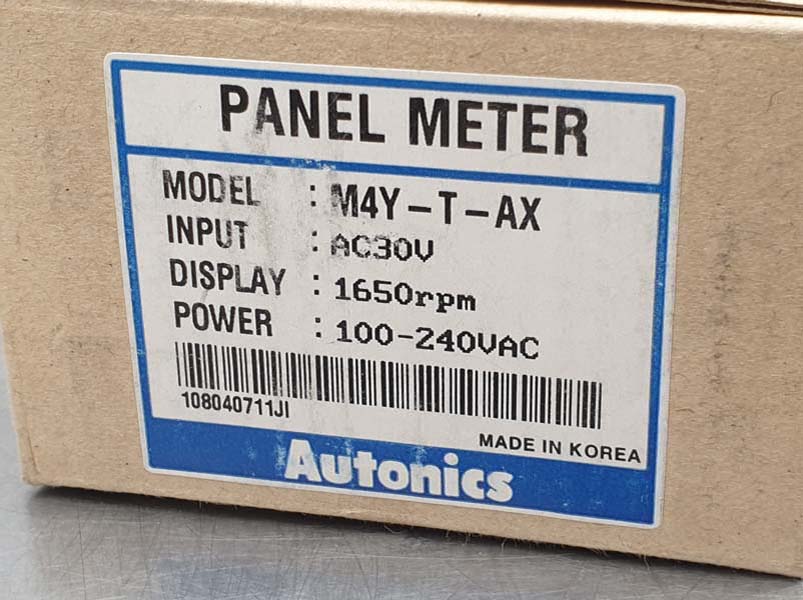 PANEL METER
MODEL : M4Y-T-AX
INPUT : AC30V
DISPLAY : 1650rpm
POWER : 100-240VAC
108040711JI
MADE IN KOREA
Autonics